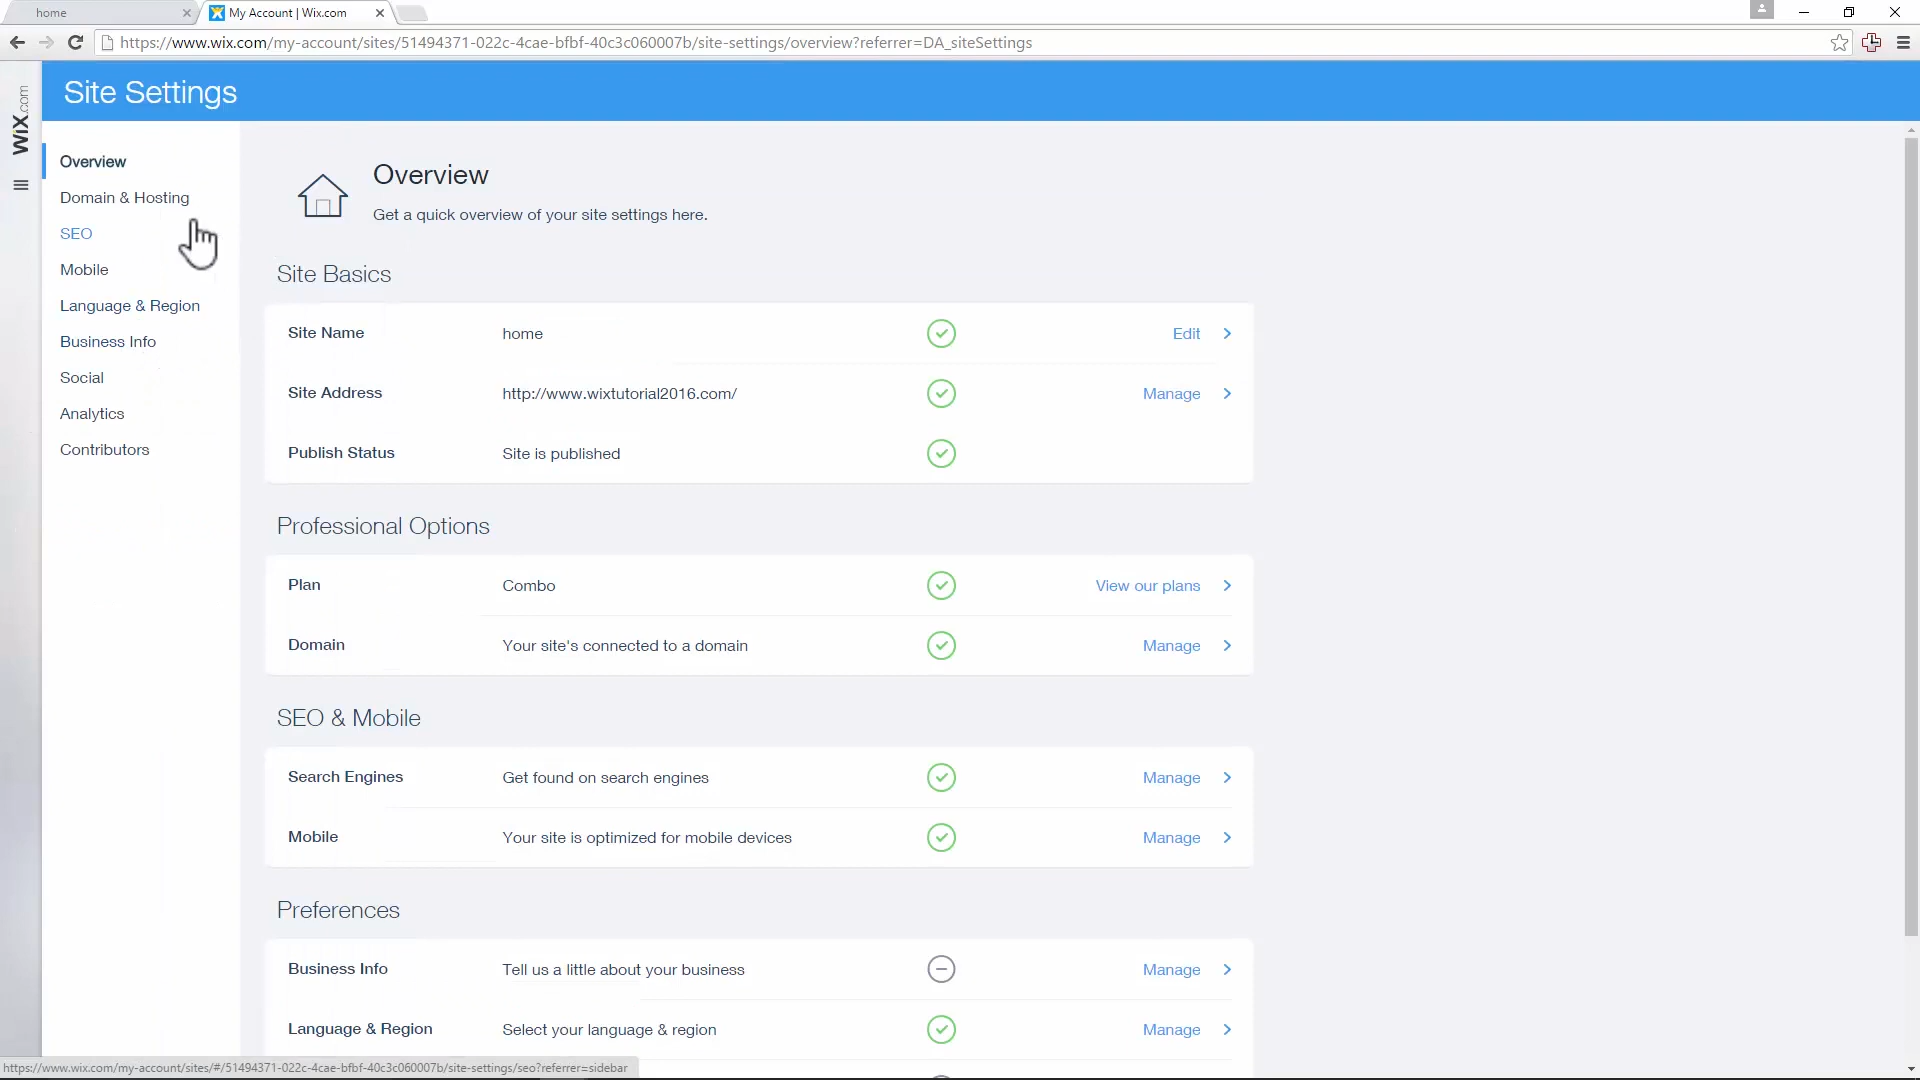 home
My Account | Wix.com
https://www.wix.com/my-account/sites/51494371-022c-4cae-bfbf-40c3c060007b/site-settings/overview?referrer=DA_siteSettings
WiX.com
Site Settings
Overview
Domain & Hosting
SEO
Mobile
Language & Region
Business Info
Social
Analytics
Contributors
Overview
Get a quick overview of your site settings here.
Site Basics
Site Name home Edit
Site Address http://www.wixtutorial2016.com/ Manage
Publish Status Site is published
Professional Options
Plan Combo View our plans
Domain Your site's connected to a domain Manage
SEO & Mobile
Search Engines Get found on search engines Manage
Mobile Your site is optimized for mobile devices Manage
Preferences
Business Info Tell us a little about your business Manage
Language & Region Select your language & region Manage
https://www.wix.com/my-account/sites/#/51494371-022c-4cae-bfbf-40c3c060007b/site-settings/seo?referrer=sidebar